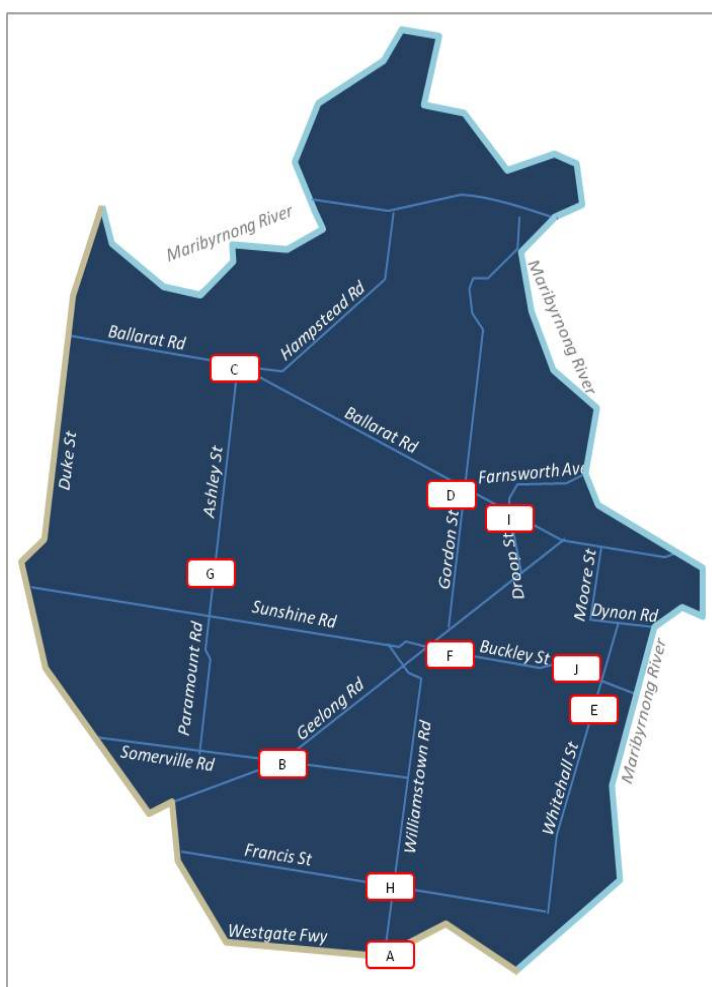 Maribyrnong River
Maribyrnong River
Hampstead Rd
Ballarat Rd
C
Ballarat Rd
Duke St
Ashley St
D
Farnsworth Ave
I
Gordon St
Droop St
Moore St
G
Dynon Rd
Sunshine Rd
F
Buckley St
J
Maribyrnong River
E
Paramount Rd
Geelong Rd
Somerville Rd
B
Williamstown Rd
Whitehall St
Francis St
H
Westgate Fwy
A